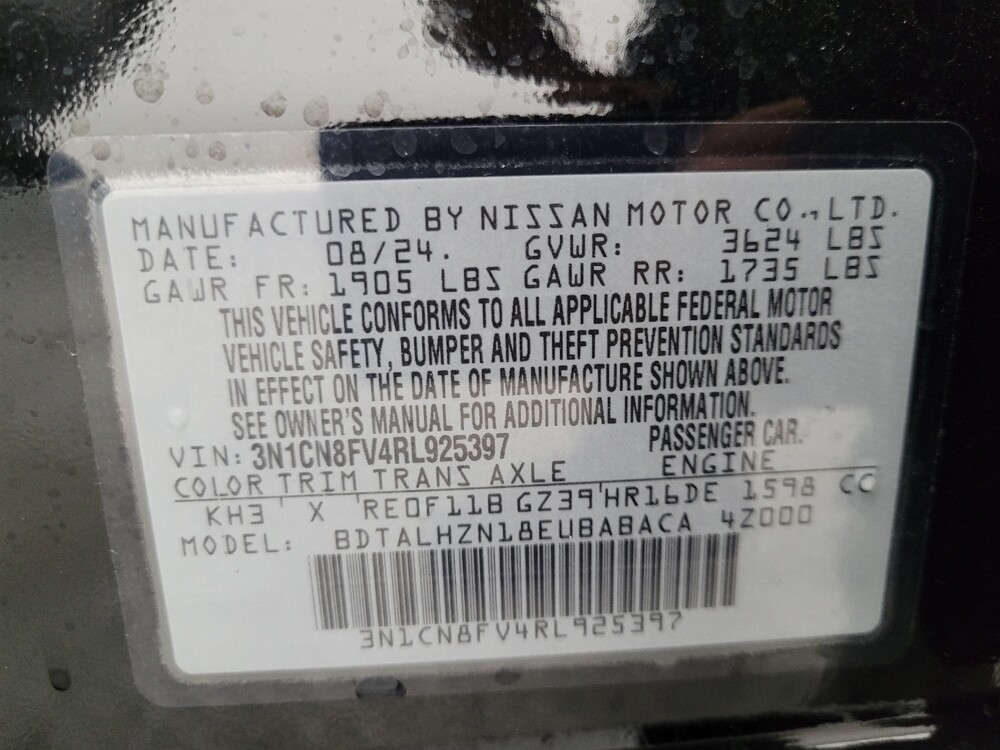 MANUFACTURED BY NISSAN MOTOR CO.,LTD.
DATE: 08/24. GVWR: 3624 LBS
GAWR FR: 1905 LBS GAWR RR: 1735 LBS
THIS VEHICLE CONFORMS TO ALL APPLICABLE FEDERAL MOTOR
VEHICLE SAFETY, BUMPER AND THEFT PREVENTION STANDARDS
IN EFFECT ON THE DATE OF MANUFACTURE SHOWN ABOVE.
SEE OWNER'S MANUAL FOR ADDITIONAL INFORMATION.
VIN: 3N1CN8FV4RL925397 PASSENGER CAR.
COLOR TRIM TRANS AXLE ENGINE
KH3 X RE0F11B GZ39 HR16DE 1598 CC
MODEL: BDTALHZN18EUBABACA 4Z000
3N1CN8FV4RL925397